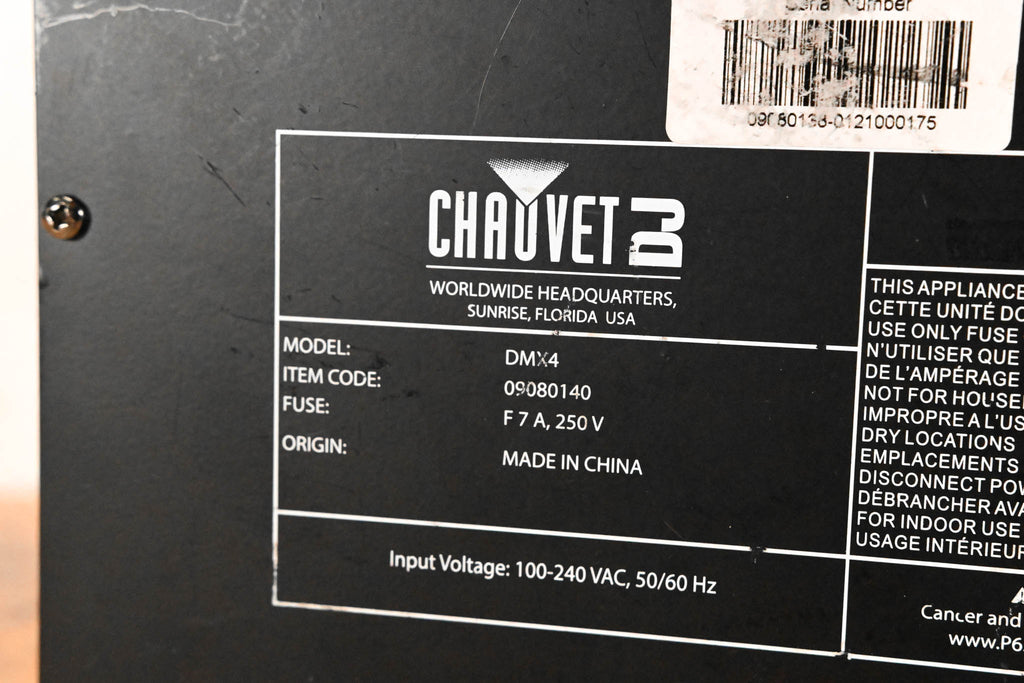 Serial Number
-0121000175
CHAUVET DJ
WORLDWIDE HEADQUARTERS,
SUNRISE, FLORIDA USA
MODEL: DMX4
ITEM CODE: 09080140
FUSE: F 7 A, 250 V
ORIGIN: MADE IN CHINA
Input Voltage: 100-240 VAC, 50/60 Hz
THIS APPLIANCE
CETTE UNITÉ DO
USE ONLY FUSE
N'UTILISER QUE
DE L'AMPÉRAGE
NOT FOR HOUSE
IMPROPRE A L'US
DRY LOCATIONS
EMPLACEMENTS
DISCONNECT POW
DÉBRANCHER AVA
FOR INDOOR USE
USAGE INTÉRIEUR
Cancer and
www.P6